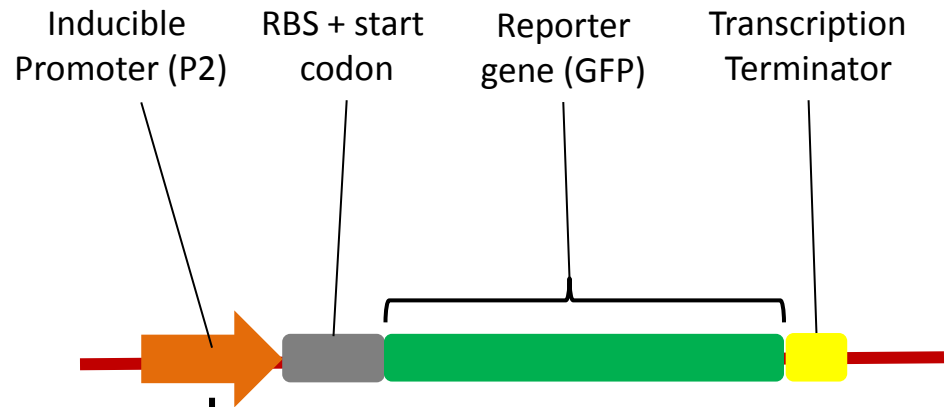 Inducible
Promoter (P2)
RBS + start
codon
Reporter
gene (GFP)
Transcription
Terminator